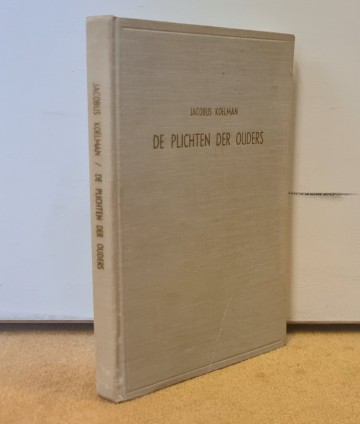 JACOBUS KOELMAN / DE PLICHTEN DER OUDERS
JACOBUS KOELMAN
DE PLICHTEN DER OUDERS